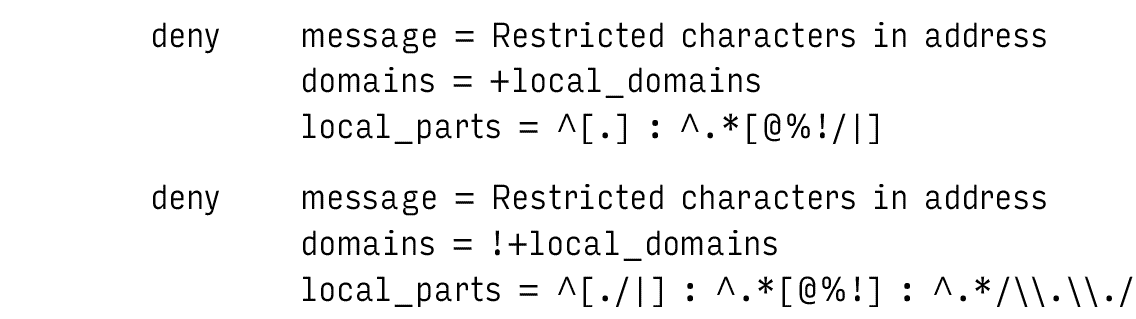 deny    message = Restricted characters in address
domains = +local_domains
local_parts = ^[.] : ^.*[@%!/|]
deny    message = Restricted characters in address
domains = !+local_domains
local_parts = ^[./|] : ^.*[@%!] : ^.*/\\.\\./